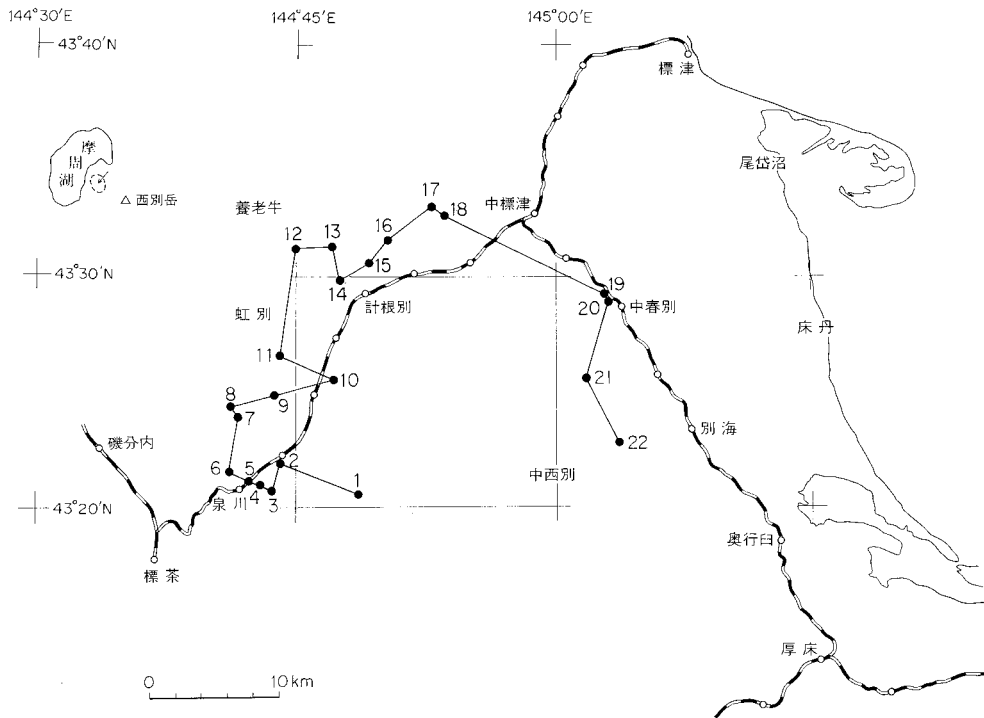 144°30′E
144°45′E
145°00′E
43°40′N
標津
摩周湖
西別岳
尾岱沼
養老牛
17
18
中標津
12
13
16
15
43°30′N
14
19
20
中春別
計根別
虹別
床丹
11
10
21
8
9
7
別海
22
磯分内
6
5
2
中西別
4
3
1
泉川
43°20′N
奥行臼
標茶
厚床
0
10km